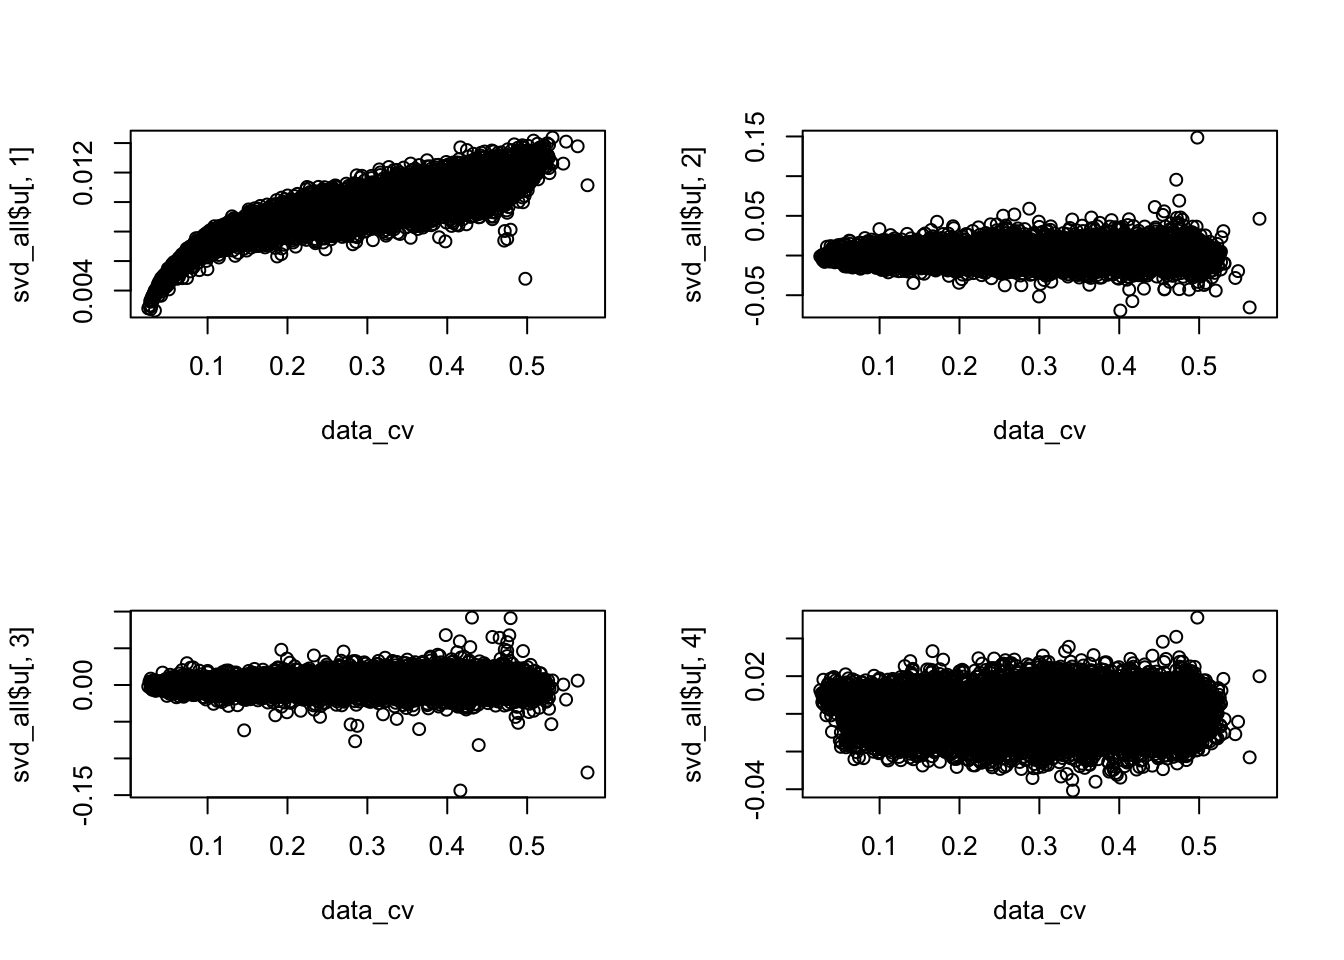 svd_all$u[, 1]
0.004 0.012
0.1 0.2 0.3 0.4 0.5
data_cv
svd_all$u[, 2]
-0.05 0.05 0.15
0.1 0.2 0.3 0.4 0.5
data_cv
svd_all$u[, 3]
-0.15 0.00
0.1 0.2 0.3 0.4 0.5
data_cv
svd_all$u[, 4]
-0.04 0.02
0.1 0.2 0.3 0.4 0.5
data_cv